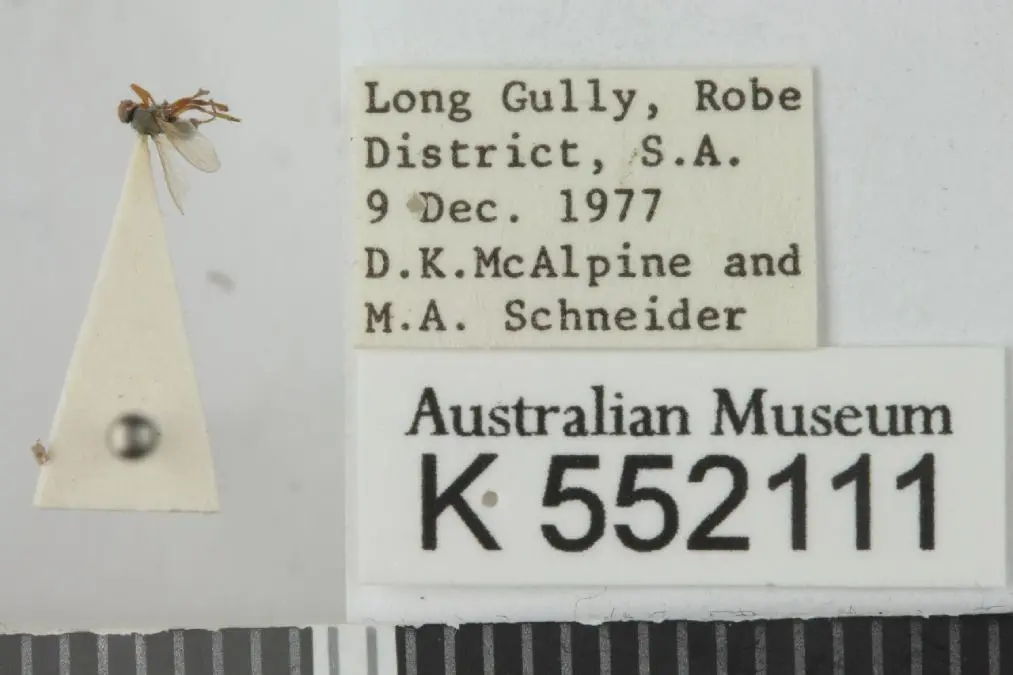 Long Gully, Robe
District, S.A.
9 Dec. 1977
D.K.McAlpine and
M.A. Schneider
Australian Museum
K 552111